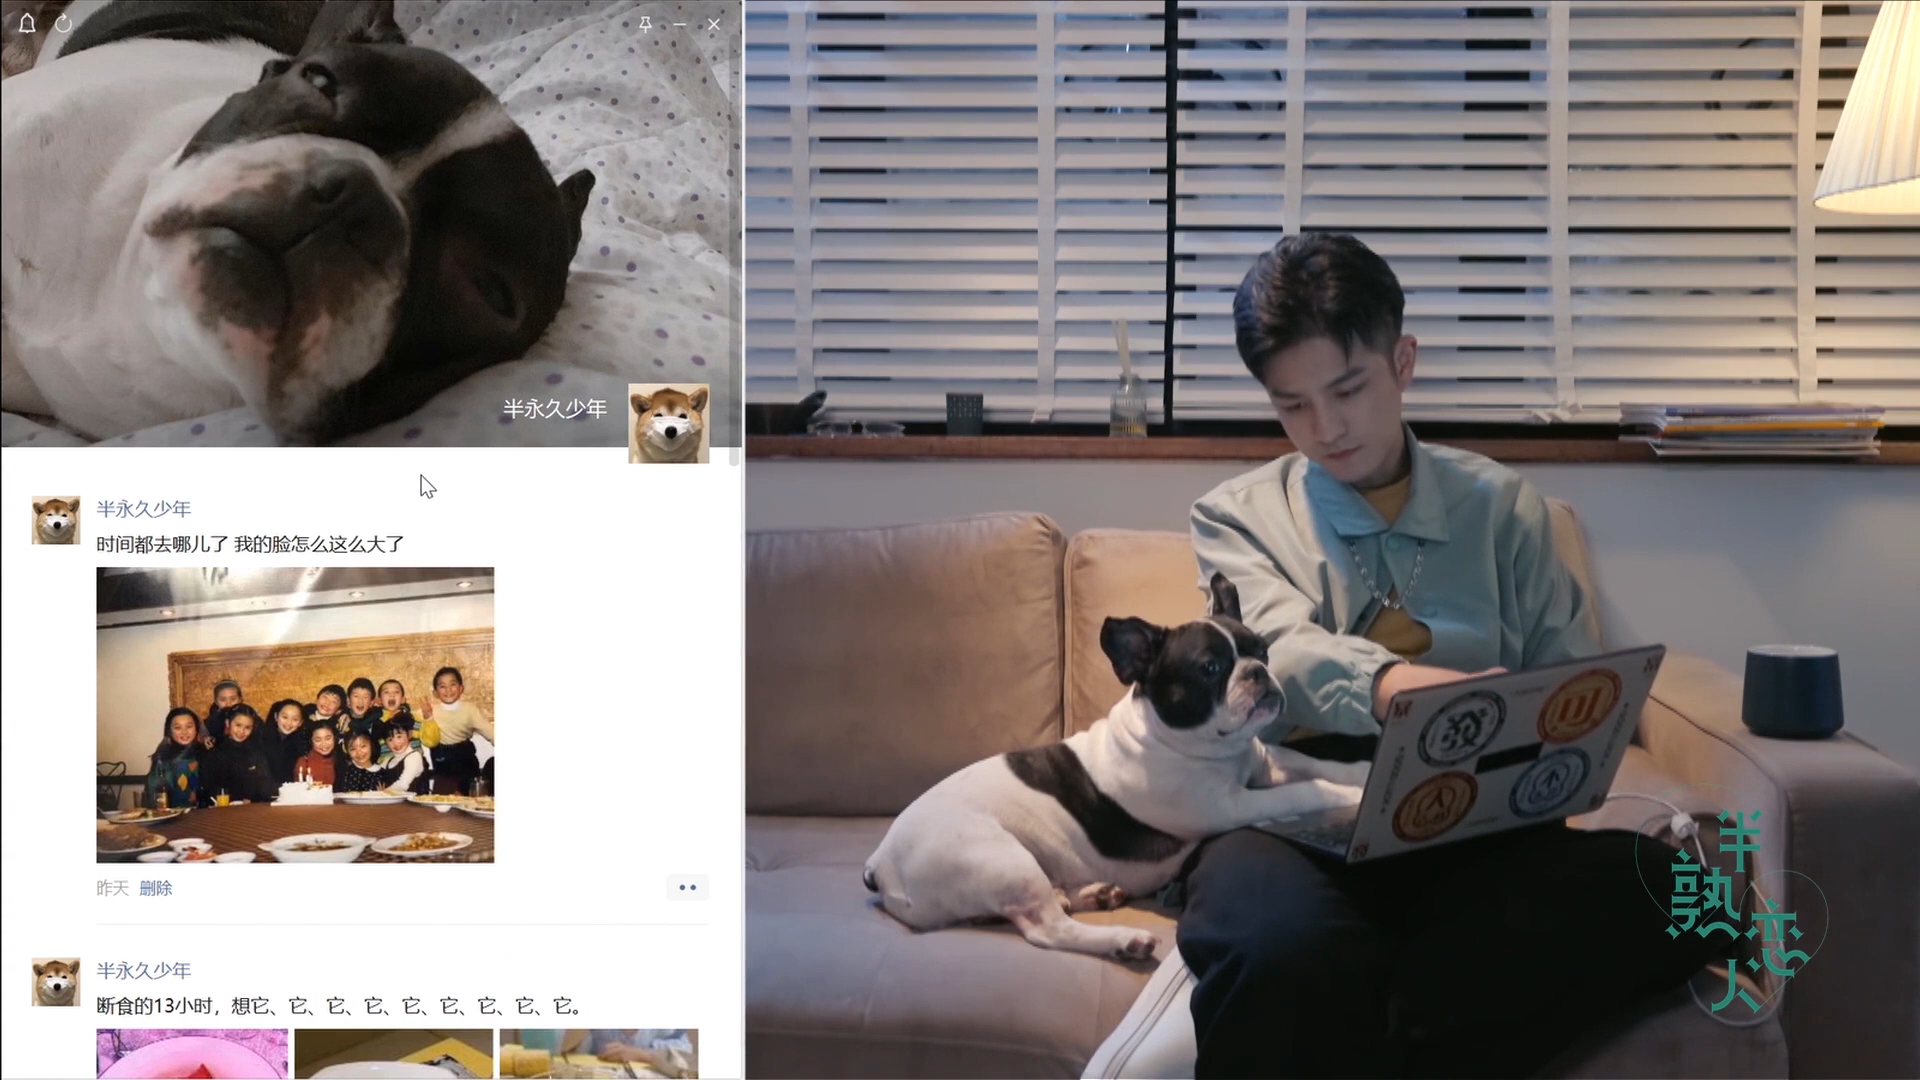 半永久少年
半永久少年
时间都去哪儿了 我的脸怎么这么大了
昨天 删除
半永久少年
断食的13小时，想它、它、它、它、它、它、它、它、它。
半熟恋人